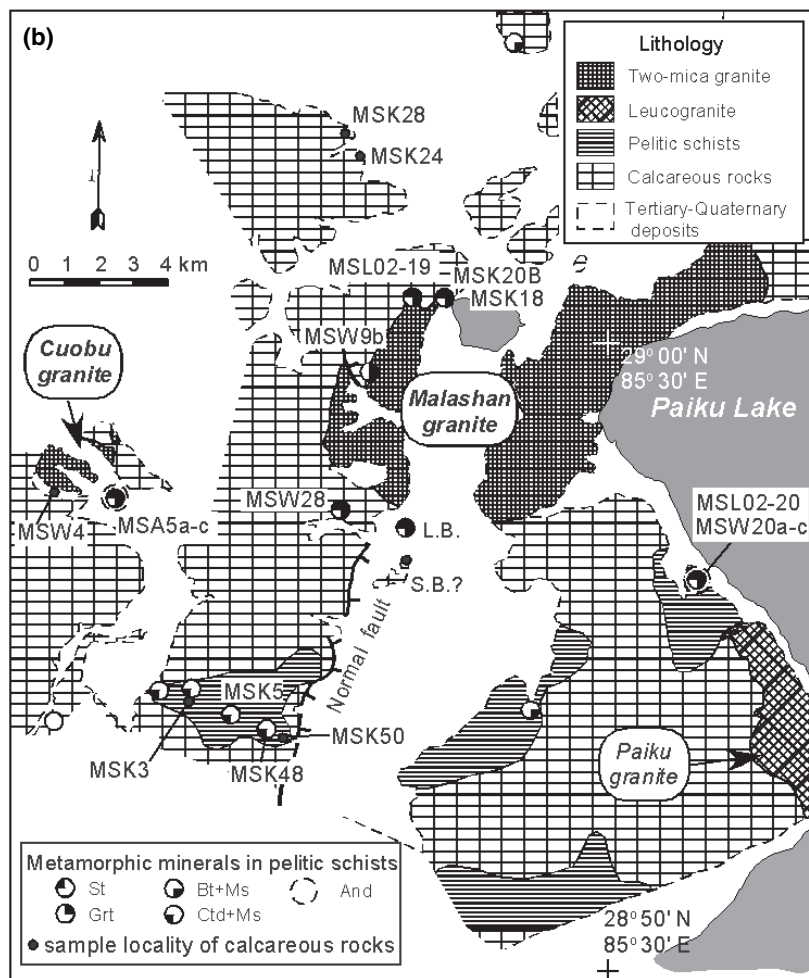 (b)
Lithology
Two-mica granite
Leucogranite
Pelitic schists
Calcareous rocks
Tertiary-Quaternary
deposits
MSK28
MSK24
0 1 2 3 4 km
MSL02-19
MSK20B
MSK18
e
MSW9b
29° 00' N
85° 30' E
Cuobu
granite
Malashan
granite
Paiku Lake
MSW4
MSA5a-c
MSW28
L.B.
S.B.?
MSL02-20
MSW20a-c
Normal fault
MSK5
MSK3
MSK50
MSK48
Paiku
granite
Metamorphic minerals in pelitic schists
St Bt+Ms And
Grt Ctd+Ms
sample locality of calcareous rocks
28° 50' N
85° 30' E